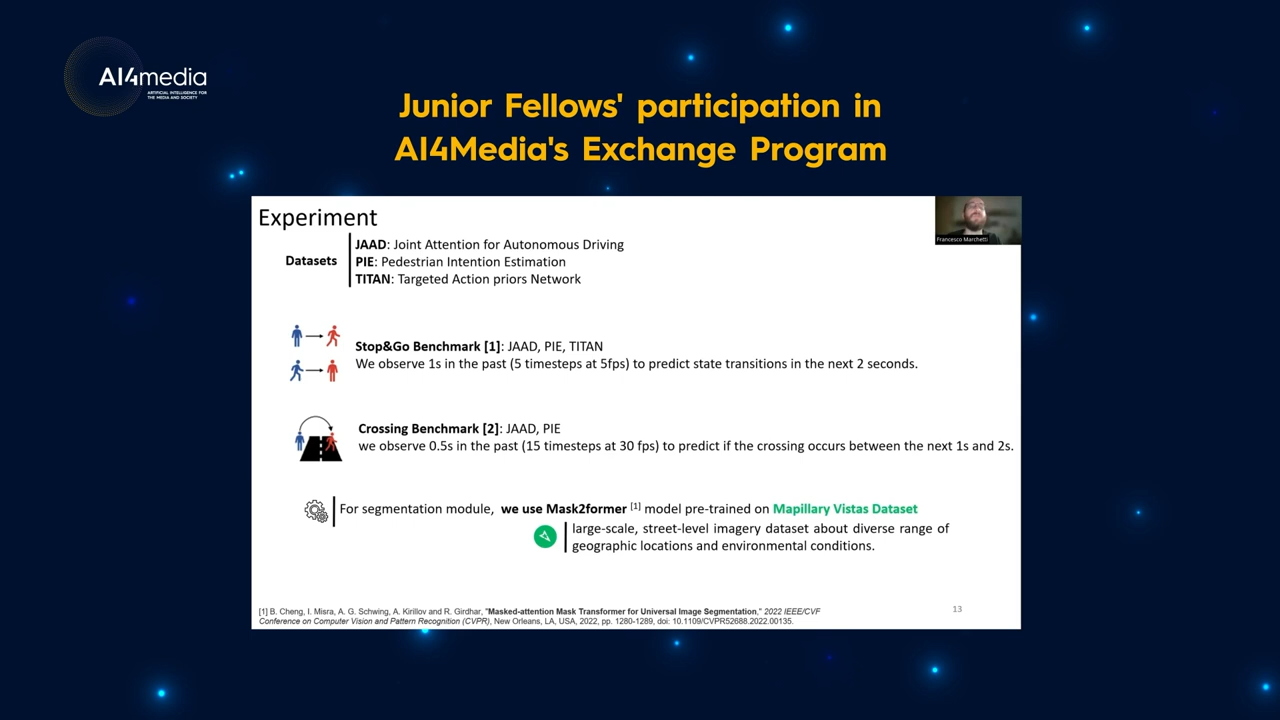 AI4media
ARTIFICIAL INTELLIGENCE FOR
THE MEDIA AND SOCIETY
Junior Fellows' participation in
AI4Media's Exchange Program
Experiment
Francesco Marchetti
Datasets
JAAD: Joint Attention for Autonomous Driving
PIE: Pedestrian Intention Estimation
TITAN: Targeted Action priors Network
Stop&Go Benchmark [1]: JAAD, PIE, TITAN
We observe 1s in the past (5 timesteps at 5fps) to predict state transitions in the next 2 seconds.
Crossing Benchmark [2]: JAAD, PIE
we observe 0.5s in the past (15 timesteps at 30 fps) to predict if the crossing occurs between the next 1s and 2s.
For segmentation module, we use Mask2former [1] model pre-trained on Mapillary Vistas Dataset
large-scale, street-level imagery dataset about diverse range of
geographic locations and environmental conditions.
[1] B. Cheng, I. Misra, A. G. Schwing, A. Kirillov and R. Girdhar, "Masked-attention Mask Transformer for Universal Image Segmentation," 2022 IEEE/CVF
Conference on Computer Vision and Pattern Recognition (CVPR), New Orleans, LA, USA, 2022, pp. 1280-1289, doi: 10.1109/CVPR52688.2022.00135.
13